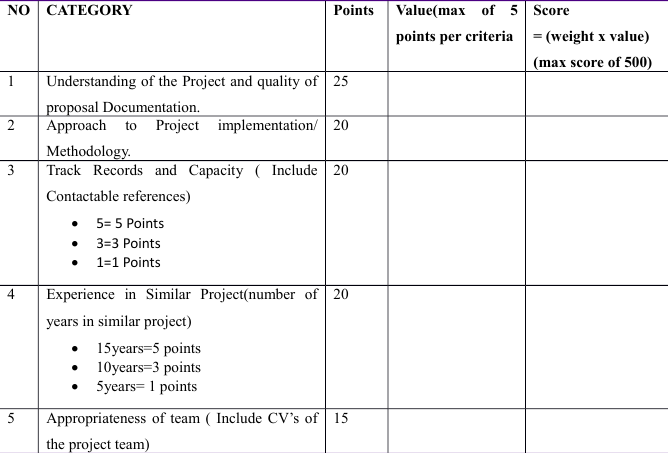 NO CATEGORY Points Value(max of 5 Score
points per criteria = (weight x value)
(max score of 500)
1 Understanding of the Project and quality of 25
proposal Documentation.
2 Approach to Project implementation/ 20
Methodology.
3 Track Records and Capacity ( Include 20
Contactable references)
• 5= 5 Points
• 3=3 Points
• 1=1 Points
4 Experience in Similar Project(number of 20
years in similar project)
• 15years=5 points
• 10years=3 points
• 5years= 1 points
5 Appropriateness of team ( Include CV’s of 15
the project team)